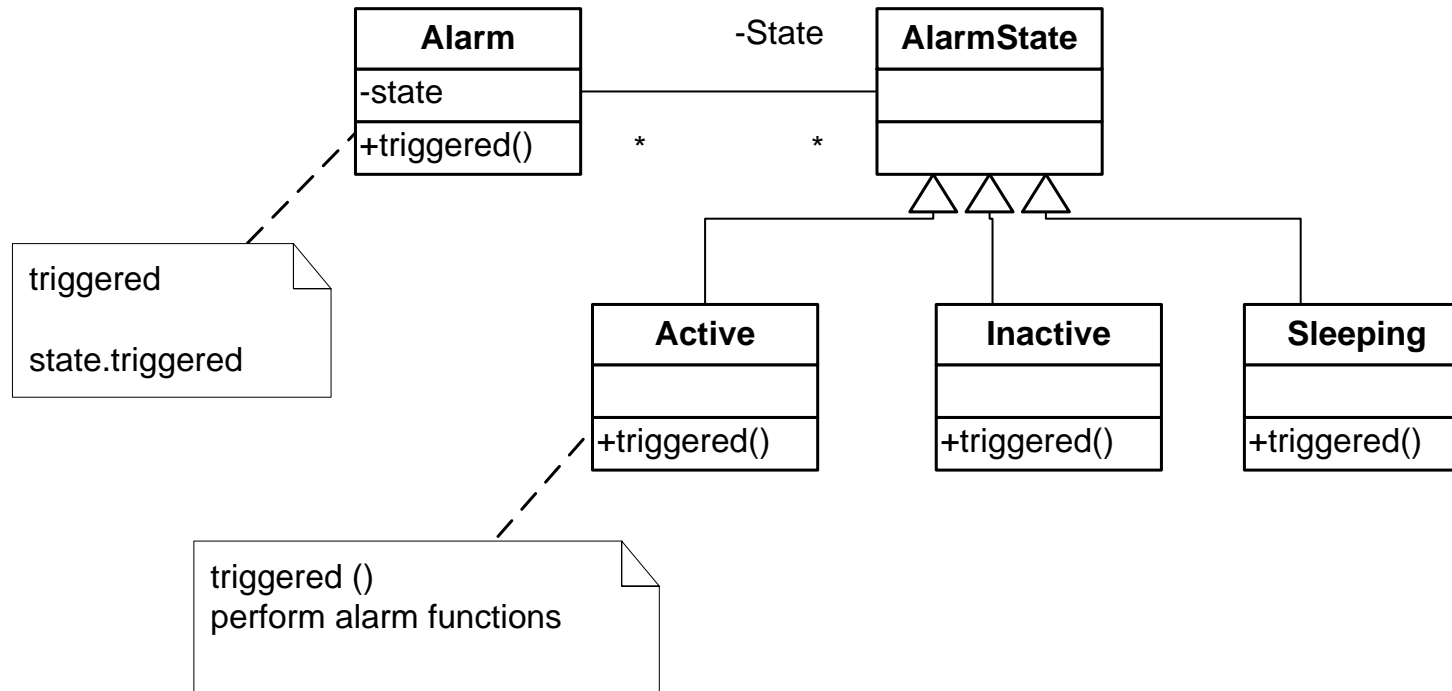 Alarm
-State
AlarmState
-state
+triggered()
*
*
triggered
state.triggered
Active
Inactive
Sleeping
+triggered()
+triggered()
+triggered()
triggered ()
perform alarm functions